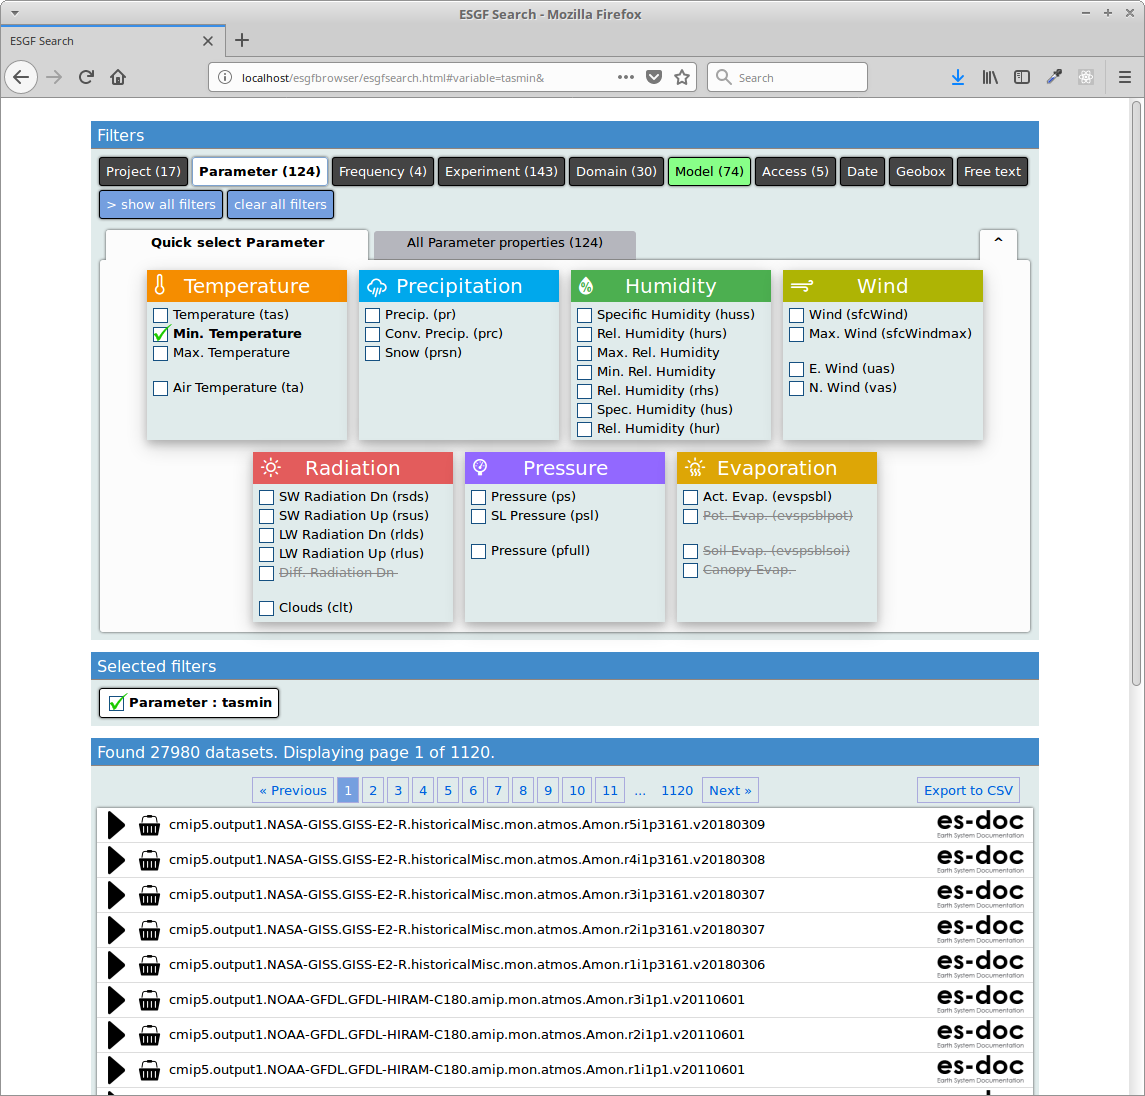 ESGF Search - Mozilla Firefox
ESGF Search
localhost/esgfbrowser/esgfsearch.html#variable=tasmin&
Search
Filters
Project (17) Parameter (124) Frequency (4) Experiment (143) Domain (30) Model (74) Access (5) Date Geobox Free text
> show all filters clear all filters
Quick select Parameter All Parameter properties (124) ^
Temperature
Temperature (tas)
Min. Temperature
Max. Temperature
Air Temperature (ta)
Precipitation
Precip. (pr)
Conv. Precip. (prc)
Snow (prsn)
% Humidity
Specific Humidity (huss)
Rel. Humidity (hurs)
Max. Rel. Humidity
Min. Rel. Humidity
Rel. Humidity (rhs)
Spec. Humidity (hus)
Rel. Humidity (hur)
Wind
Wind (sfcWind)
Max. Wind (sfcWindmax)
E. Wind (uas)
N. Wind (vas)
Radiation
SW Radiation Dn (rsds)
SW Radiation Up (rsus)
LW Radiation Dn (rlds)
LW Radiation Up (rlus)
Diff. Radiation Dn
Clouds (clt)
Pressure
Pressure (ps)
SL Pressure (psl)
Pressure (pfull)
Evaporation
Act. Evap. (evspsbl)
Pot. Evap. (evspsblpot)
Soil Evap. (evspsblsoi)
Canopy Evap.
Selected filters
Parameter : tasmin
Found 27980 datasets. Displaying page 1 of 1120.
« Previous 1 2 3 4 5 6 7 8 9 10 11 ... 1120 Next » Export to CSV
cmip5.output1.NASA-GISS.GISS-E2-R.historicalMisc.mon.atmos.Amon.r5i1p3161.v20180309 es-doc
Earth System Documentation
cmip5.output1.NASA-GISS.GISS-E2-R.historicalMisc.mon.atmos.Amon.r4i1p3161.v20180308 es-doc
Earth System Documentation
cmip5.output1.NASA-GISS.GISS-E2-R.historicalMisc.mon.atmos.Amon.r3i1p3161.v20180307 es-doc
Earth System Documentation
cmip5.output1.NASA-GISS.GISS-E2-R.historicalMisc.mon.atmos.Amon.r2i1p3161.v20180307 es-doc
Earth System Documentation
cmip5.output1.NASA-GISS.GISS-E2-R.historicalMisc.mon.atmos.Amon.r1i1p3161.v20180306 es-doc
Earth System Documentation
cmip5.output1.NOAA-GFDL.GFDL-HIRAM-C180.amip.mon.atmos.Amon.r3i1p1.v20110601 es-doc
Earth System Documentation
cmip5.output1.NOAA-GFDL.GFDL-HIRAM-C180.amip.mon.atmos.Amon.r2i1p1.v20110601 es-doc
Earth System Documentation
cmip5.output1.NOAA-GFDL.GFDL-HIRAM-C180.amip.mon.atmos.Amon.r1i1p1.v20110601 es-doc
Earth System Documentation